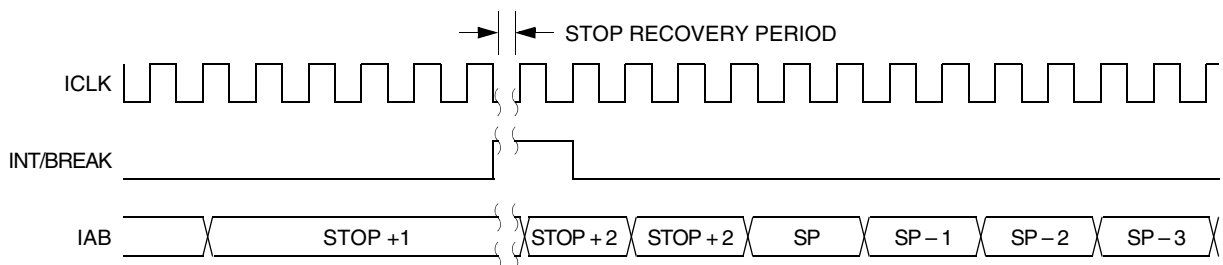 STOP RECOVERY PERIOD
ICLK
INT/BREAK
IAB STOP +1 STOP + 2 STOP + 2 SP SP – 1 SP – 2 SP – 3